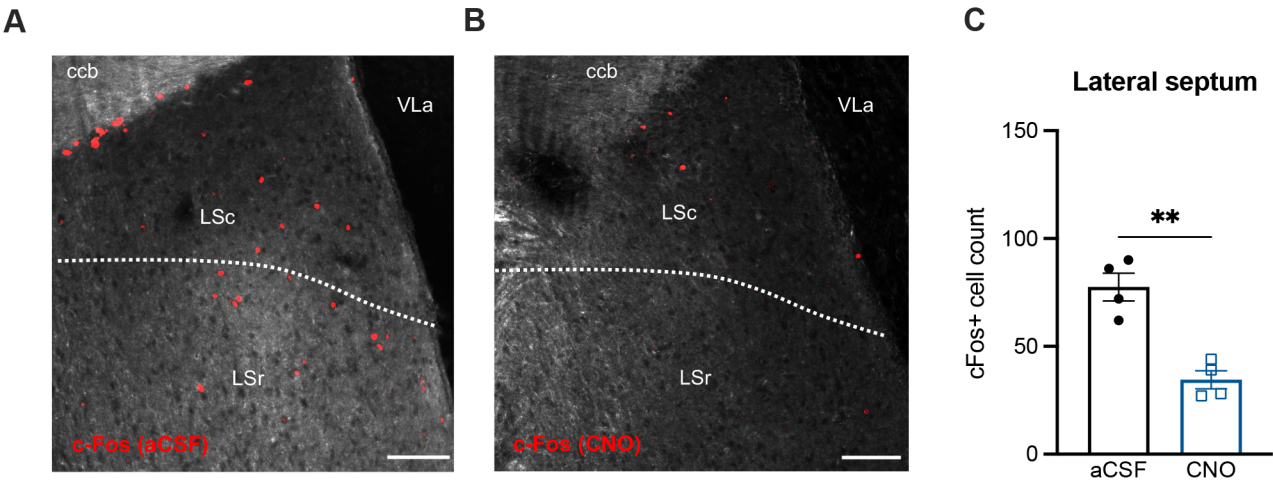 A
ccb
VLa
LSc
LSr
c-Fos (aCSF)
B
ccb
VLa
LSc
LSr
c-Fos (CNO)
C
Lateral septum
cFos+ cell count
150
100
50
0
**
aCSF
CNO